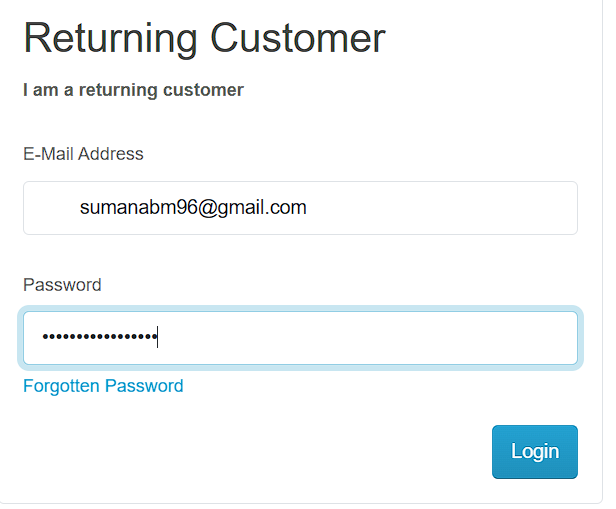 Returning Customer
I am a returning customer
E-Mail Address
sumanabm96@gmail.com
Password
•••••••••••••••••
Forgotten Password
Login